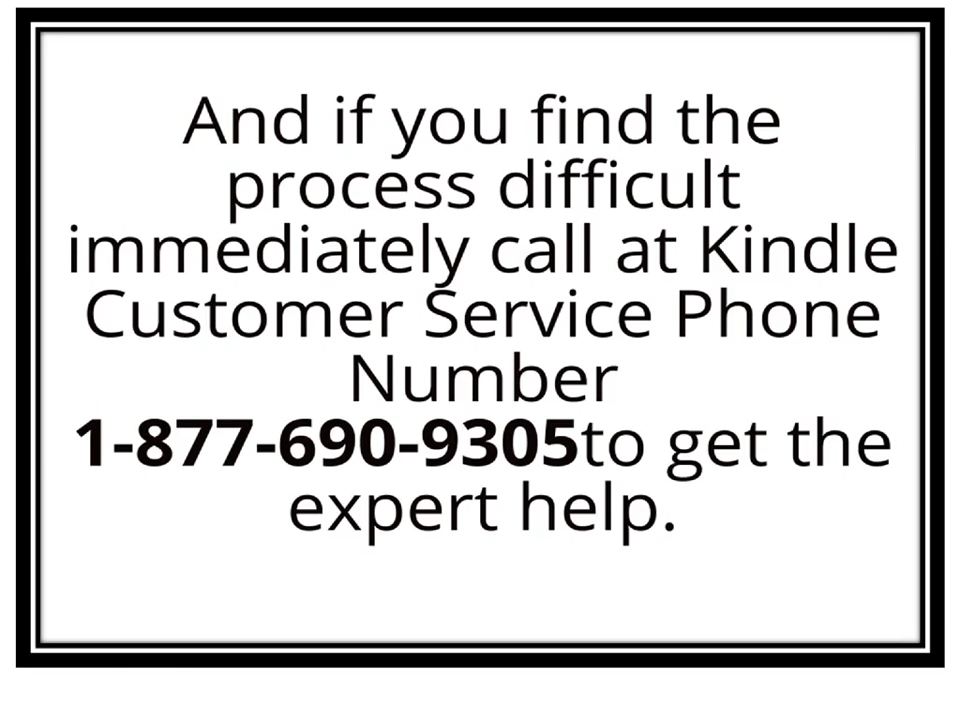 And if you find the
process difficult
immediately call at Kindle
Customer Service Phone
Number
1-877-690-9305to get the
expert help.